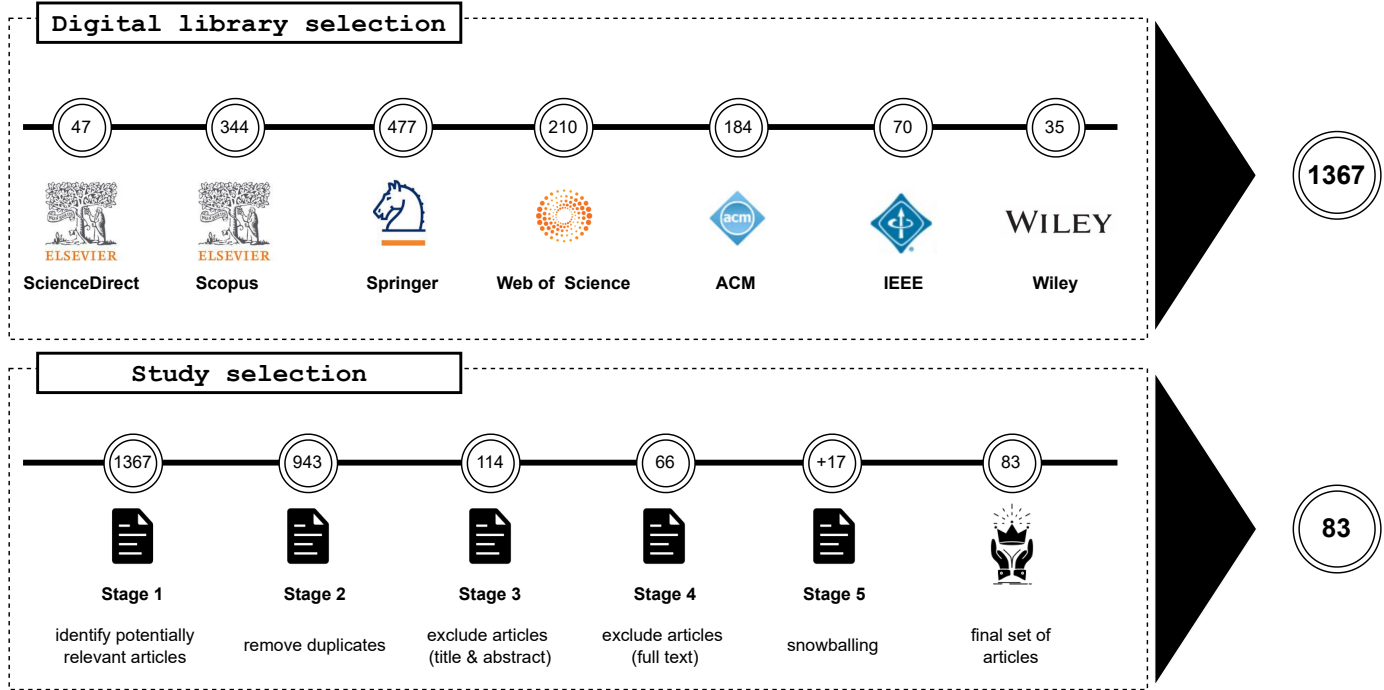 Digital library selection
47
344
477
210
184
70
35
1367
ELSEVIER
ELSEVIER
acm
WILEY
ScienceDirect
Scopus
Springer
Web of Science
ACM
IEEE
Wiley
Study selection
1367
943
114
66
+17
83
83
Stage 1
Stage 2
Stage 3
Stage 4
Stage 5
identify potentially
relevant articles
remove duplicates
exclude articles
(title & abstract)
exclude articles
(full text)
snowballing
final set of
articles